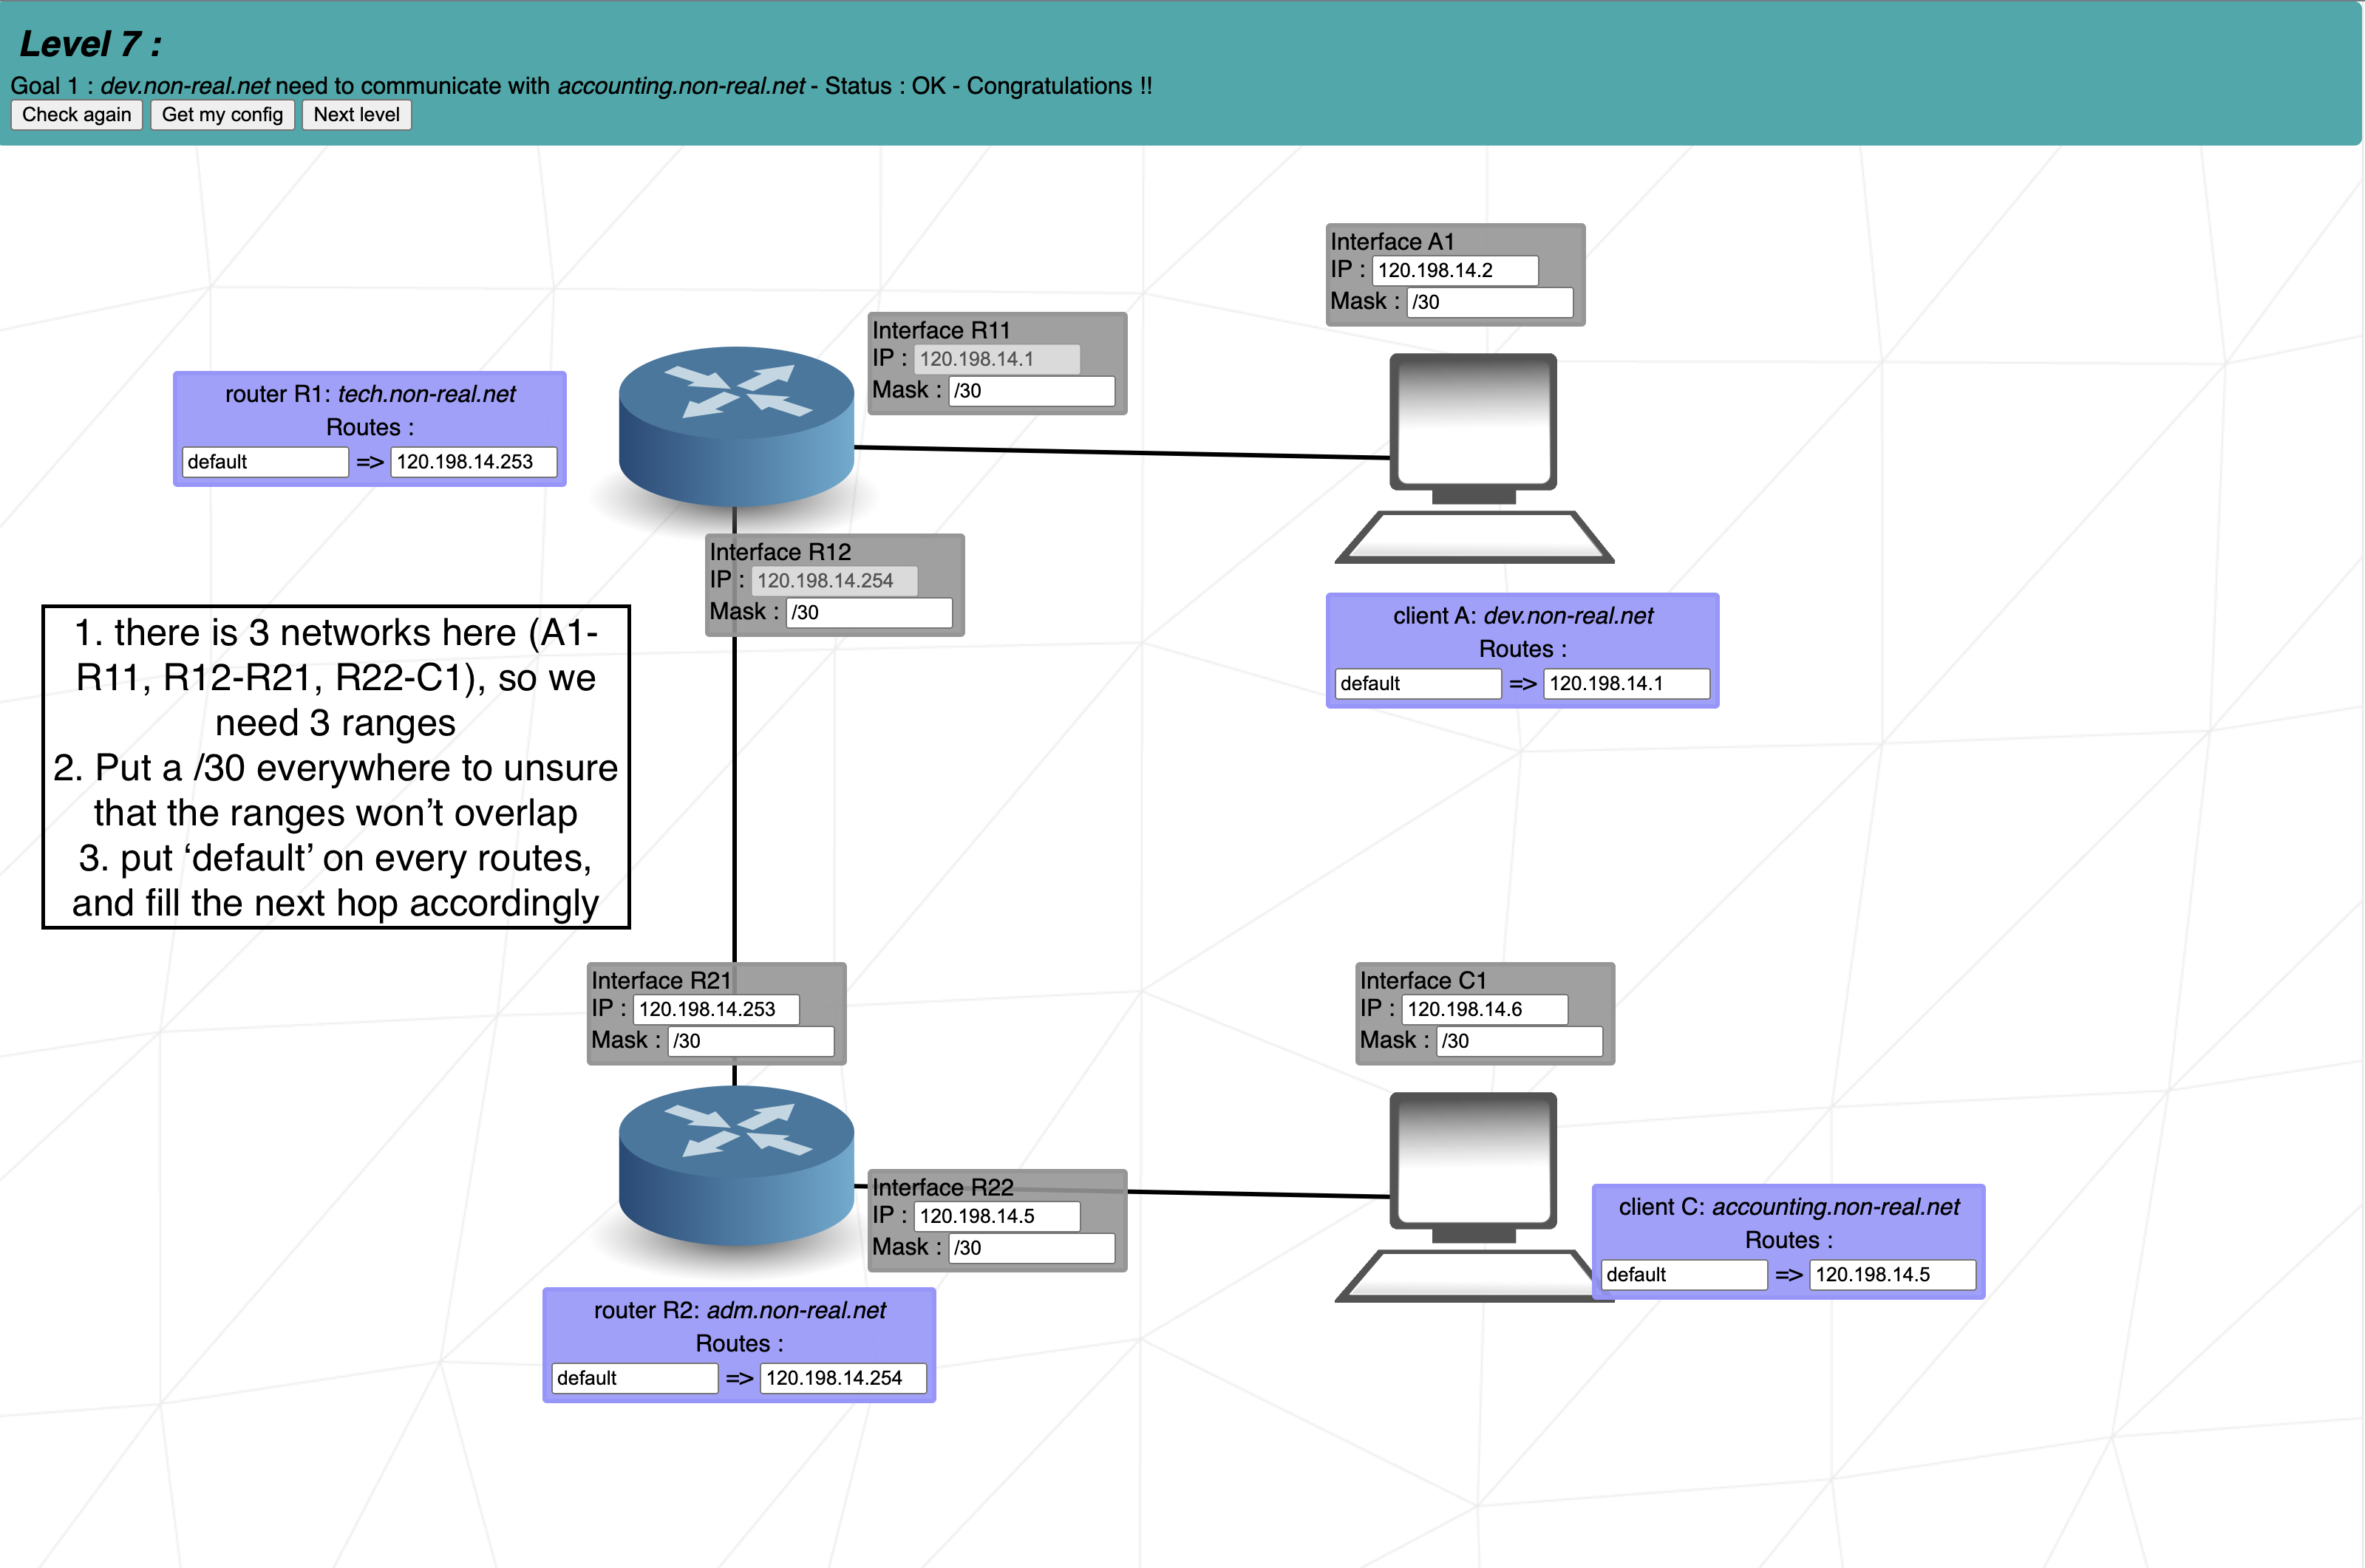 Level 7 :
Goal 1 : dev.non-real.net need to communicate with accounting.non-real.net - Status : OK - Congratulations !!
Check again Get my config Next level
Interface A1
IP : 120.198.14.2
Mask : /30
Interface R11
IP : 120.198.14.1
Mask : /30
router R1: tech.non-real.net
Routes :
default => 120.198.14.253
Interface R12
IP : 120.198.14.254
Mask : /30
client A: dev.non-real.net
Routes :
default => 120.198.14.1
1. there is 3 networks here (A1-
R11, R12-R21, R22-C1), so we
need 3 ranges
2. Put a /30 everywhere to unsure
that the ranges won’t overlap
3. put ‘default’ on every routes,
and fill the next hop accordingly
Interface R21
IP : 120.198.14.253
Mask : /30
Interface C1
IP : 120.198.14.6
Mask : /30
Interface R22
IP : 120.198.14.5
Mask : /30
client C: accounting.non-real.net
Routes :
default => 120.198.14.5
router R2: adm.non-real.net
Routes :
default => 120.198.14.254